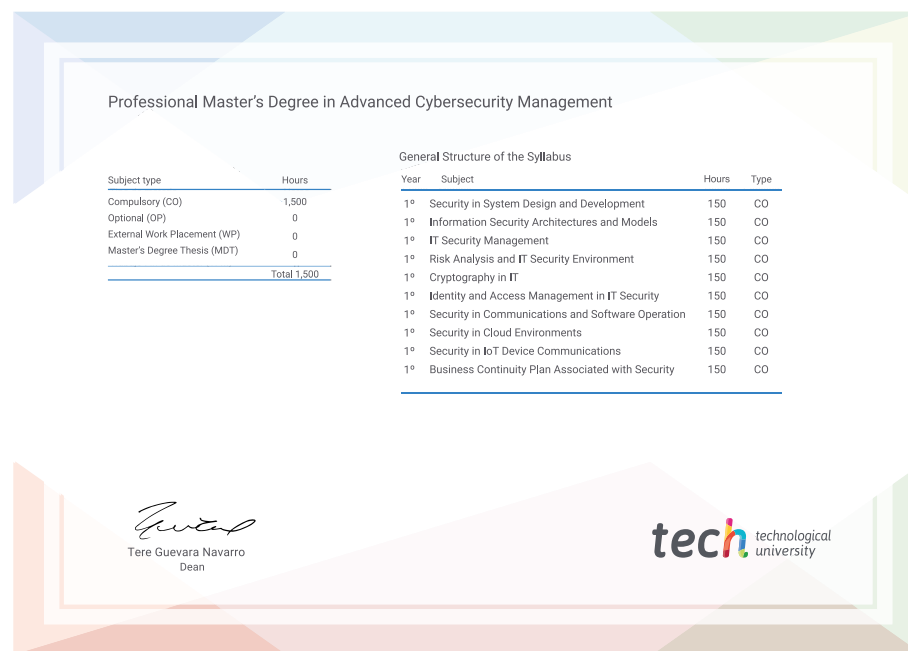 Professional Master's Degree in Advanced Cybersecurity Management
Subject type Hours
Compulsory (CO) 1,500
Optional (OP) 0
External Work Placement (WP) 0
Master's Degree Thesis (MDT) 0
Total 1,500
General Structure of the Syllabus
Year Subject Hours Type
1º Security in System Design and Development 150 CO
1º Information Security Architectures and Models 150 CO
1º IT Security Management 150 CO
1º Risk Analysis and IT Security Environment 150 CO
1º Cryptography in IT 150 CO
1º Identity and Access Management in IT Security 150 CO
1º Security in Communications and Software Operation 150 CO
1º Security in Cloud Environments 150 CO
1º Security in IoT Device Communications 150 CO
1º Business Continuity Plan Associated with Security 150 CO
Tere Guevara Navarro
Dean
tech technological
university